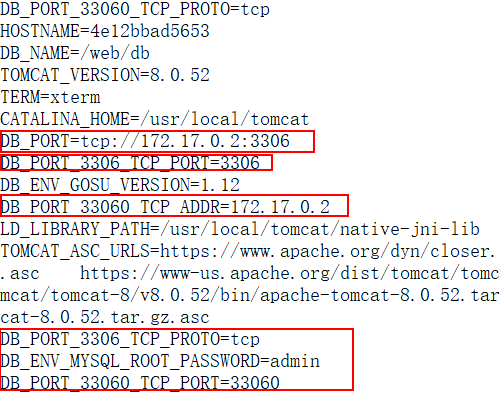 DB_PORT_33060_TCP_PROTO=tcp
HOSTNAME=4e12bbad5653
DB_NAME=/web/db
TOMCAT_VERSION=8.0.52
TERM=xterm
CATALINA_HOME=/usr/local/tomcat
DB_PORT=tcp://172.17.0.2:3306
DB_PORT_3306_TCP_PORT=3306
DB_ENV_GOSU_VERSION=1.12
DB_PORT_33060_TCP_ADDR=172.17.0.2
LD_LIBRARY_PATH=/usr/local/tomcat/native-jni-lib
TOMCAT_ASC_URLS=https://www.apache.org/dyn/closer.
.asc https://www-us.apache.org/dist/tomcat/tomc
mcat/tomcat-8/v8.0.52/bin/apache-tomcat-8.0.52.tar
cat-8.0.52.tar.gz.asc
DB_PORT_3306_TCP_PROTO=tcp
DB_ENV_MYSQL_ROOT_PASSWORD=admin
DB_PORT_33060_TCP_PORT=33060